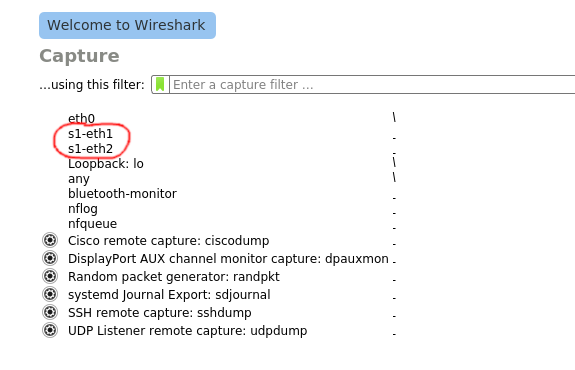 Welcome to Wireshark
Capture
...using this filter: Enter a capture filter ...
eth0
s1-eth1
s1-eth2
Loopback: lo
any
bluetooth-monitor
nflog
nfqueue
Cisco remote capture: ciscodump
DisplayPort AUX channel monitor capture: dpauxmon
Random packet generator: randpkt
systemd Journal Export: sdjournal
SSH remote capture: sshdump
UDP Listener remote capture: udpdump